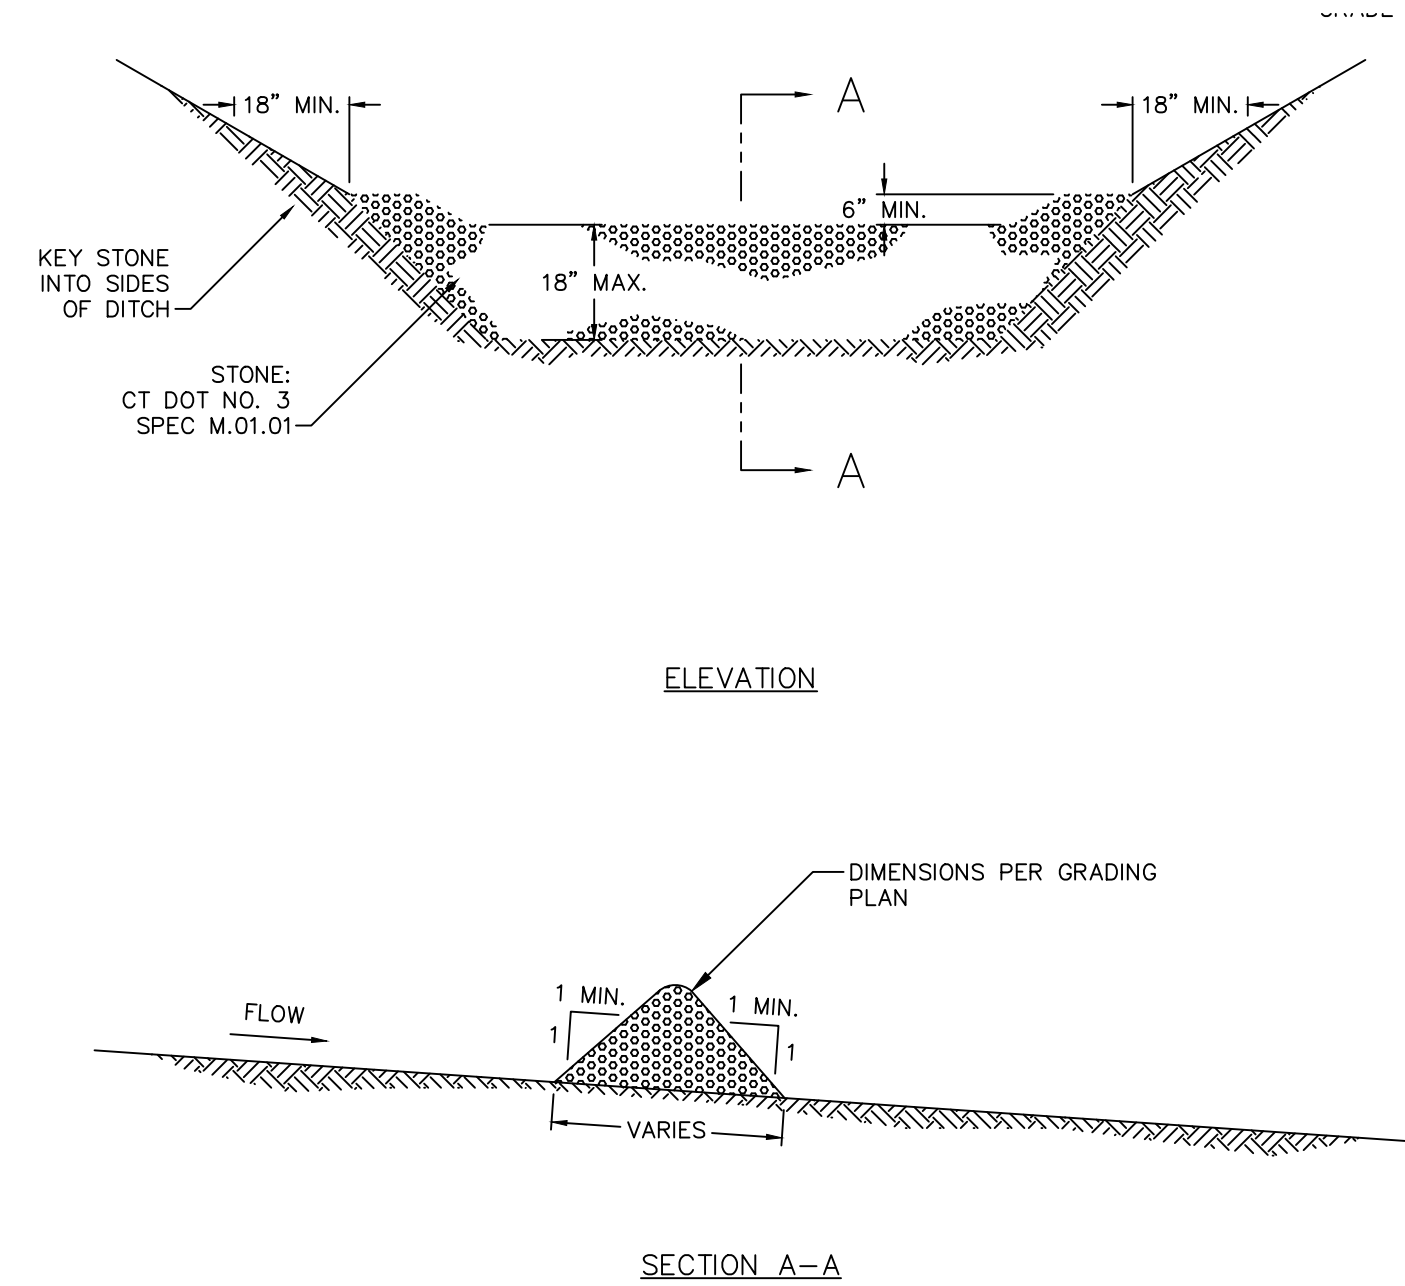 A
18” MIN.
18” MIN.
6” MIN.
KEY STONE
INTO SIDES
OF DITCH
18” MAX.
STONE:
CT DOT NO. 3
SPEC M.01.01
A
ELEVATION
DIMENSIONS PER GRADING
PLAN
1 MIN.
1
1 MIN.
1
FLOW
VARIES
SECTION A–A